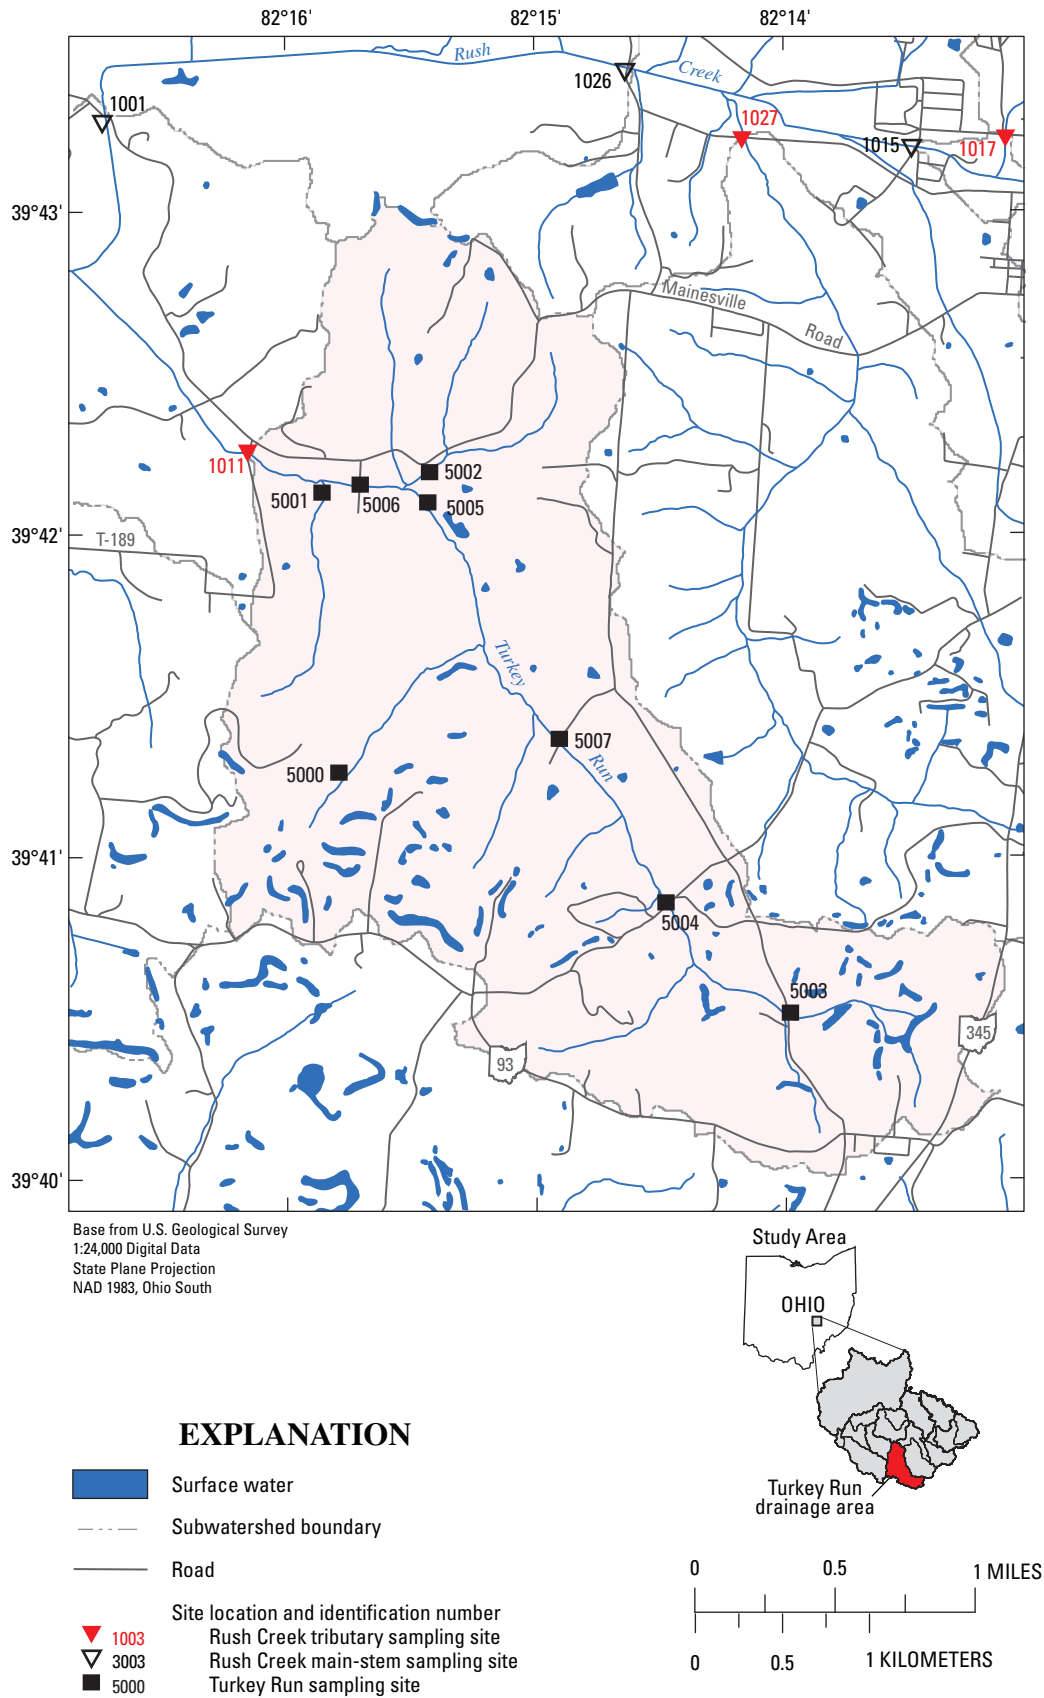 82°16' 82°15' 82°14'
Rush
Creek
1026
1001
1027
1015
1017
39°43'
Mainesville
Road
1011
5002
5001
5006
5005
39°42'
T-189
Turkey
5007
Run
5000
39°41'
5004
5003
345
93
39°40'
Base from U.S. Geological Survey
1:24,000 Digital Data
State Plane Projection
NAD 1983, Ohio South
Study Area
OHIO
Turkey Run
drainage area
EXPLANATION
Surface water
Subwatershed boundary
Road
Site location and identification number
1003 Rush Creek tributary sampling site
3003 Rush Creek main-stem sampling site
5000 Turkey Run sampling site
0 0.5 1 MILES
0 0.5 1 KILOMETERS